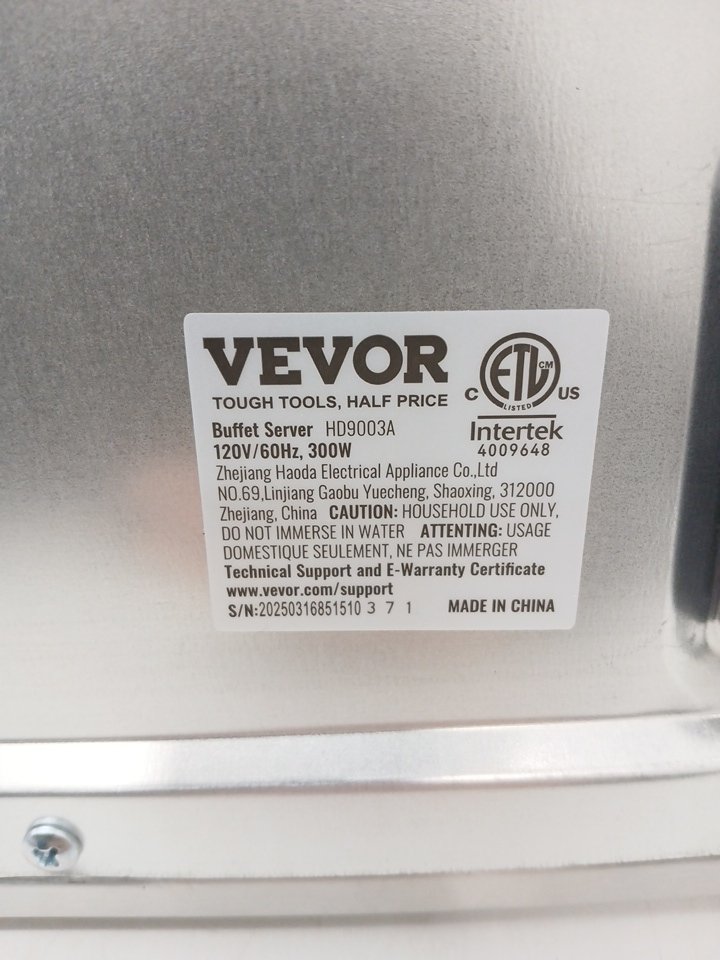 VEVOR
TOUGH TOOLS, HALF PRICE
C ETL CM US
LISTED
Intertek
4009648
Buffet Server HD9003A
120V/60Hz, 300W
Zhejiang Haoda Electrical Appliance Co.,Ltd
NO.69,Linjiang Gaobu Yuecheng, Shaoxing, 312000
Zhejiang, China CAUTION: HOUSEHOLD USE ONLY,
DO NOT IMMERSE IN WATER ATTENTING: USAGE
DOMESTIQUE SEULEMENT, NE PAS IMMERGER
Technical Support and E-Warranty Certificate
www.vevor.com/support
S/N:20250316851510 3 7 1 MADE IN CHINA